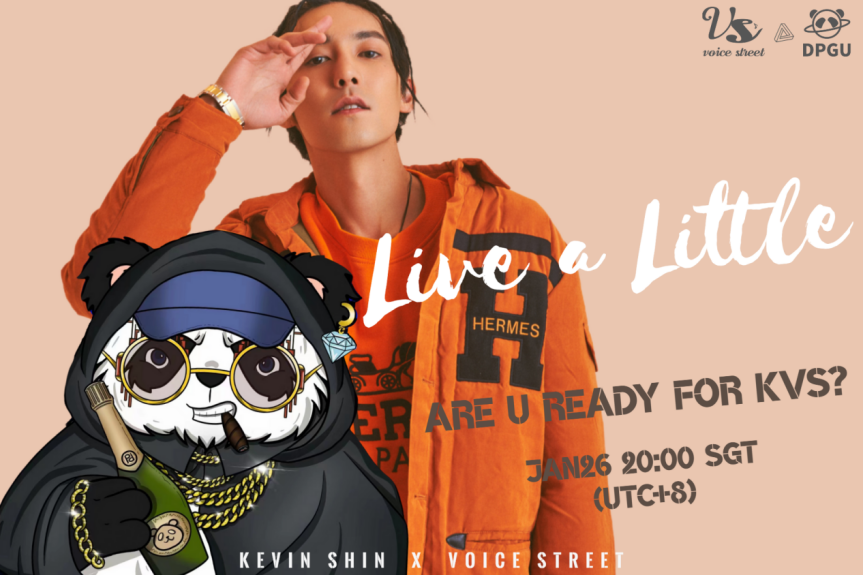 Vs
voice street
DPGU
Live a Little
HERMES
ARE U READY FOR KVS?
JAN26 20:00 SGT
(UTC+8)
KEVIN SHIN X VOICE STREET